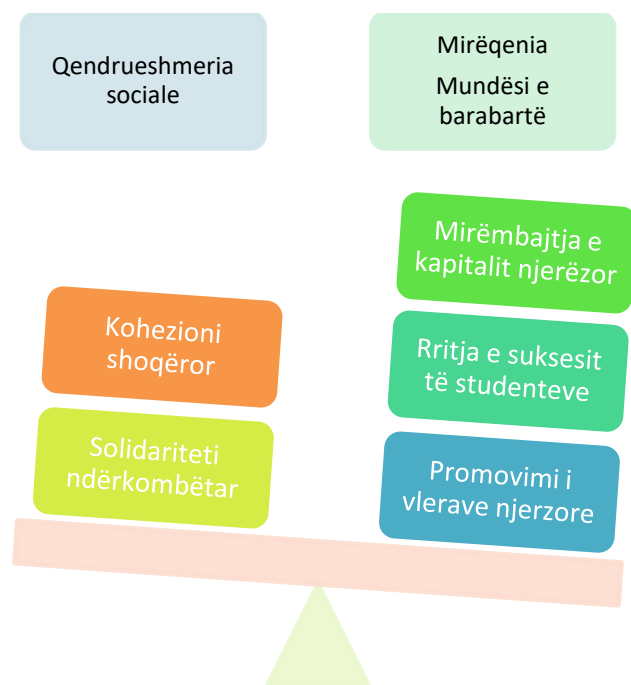 Qendrueshmeria
sociale
Mirëqenia
Mundësi e
barabartë
Kohezioni
shoqëror
Solidariteti
ndërkombëtar
Mirëmbajtja e
kapitalit njerëzor
Rritja e suksesit
të studenteve
Promovimi i
vlerave njerzore